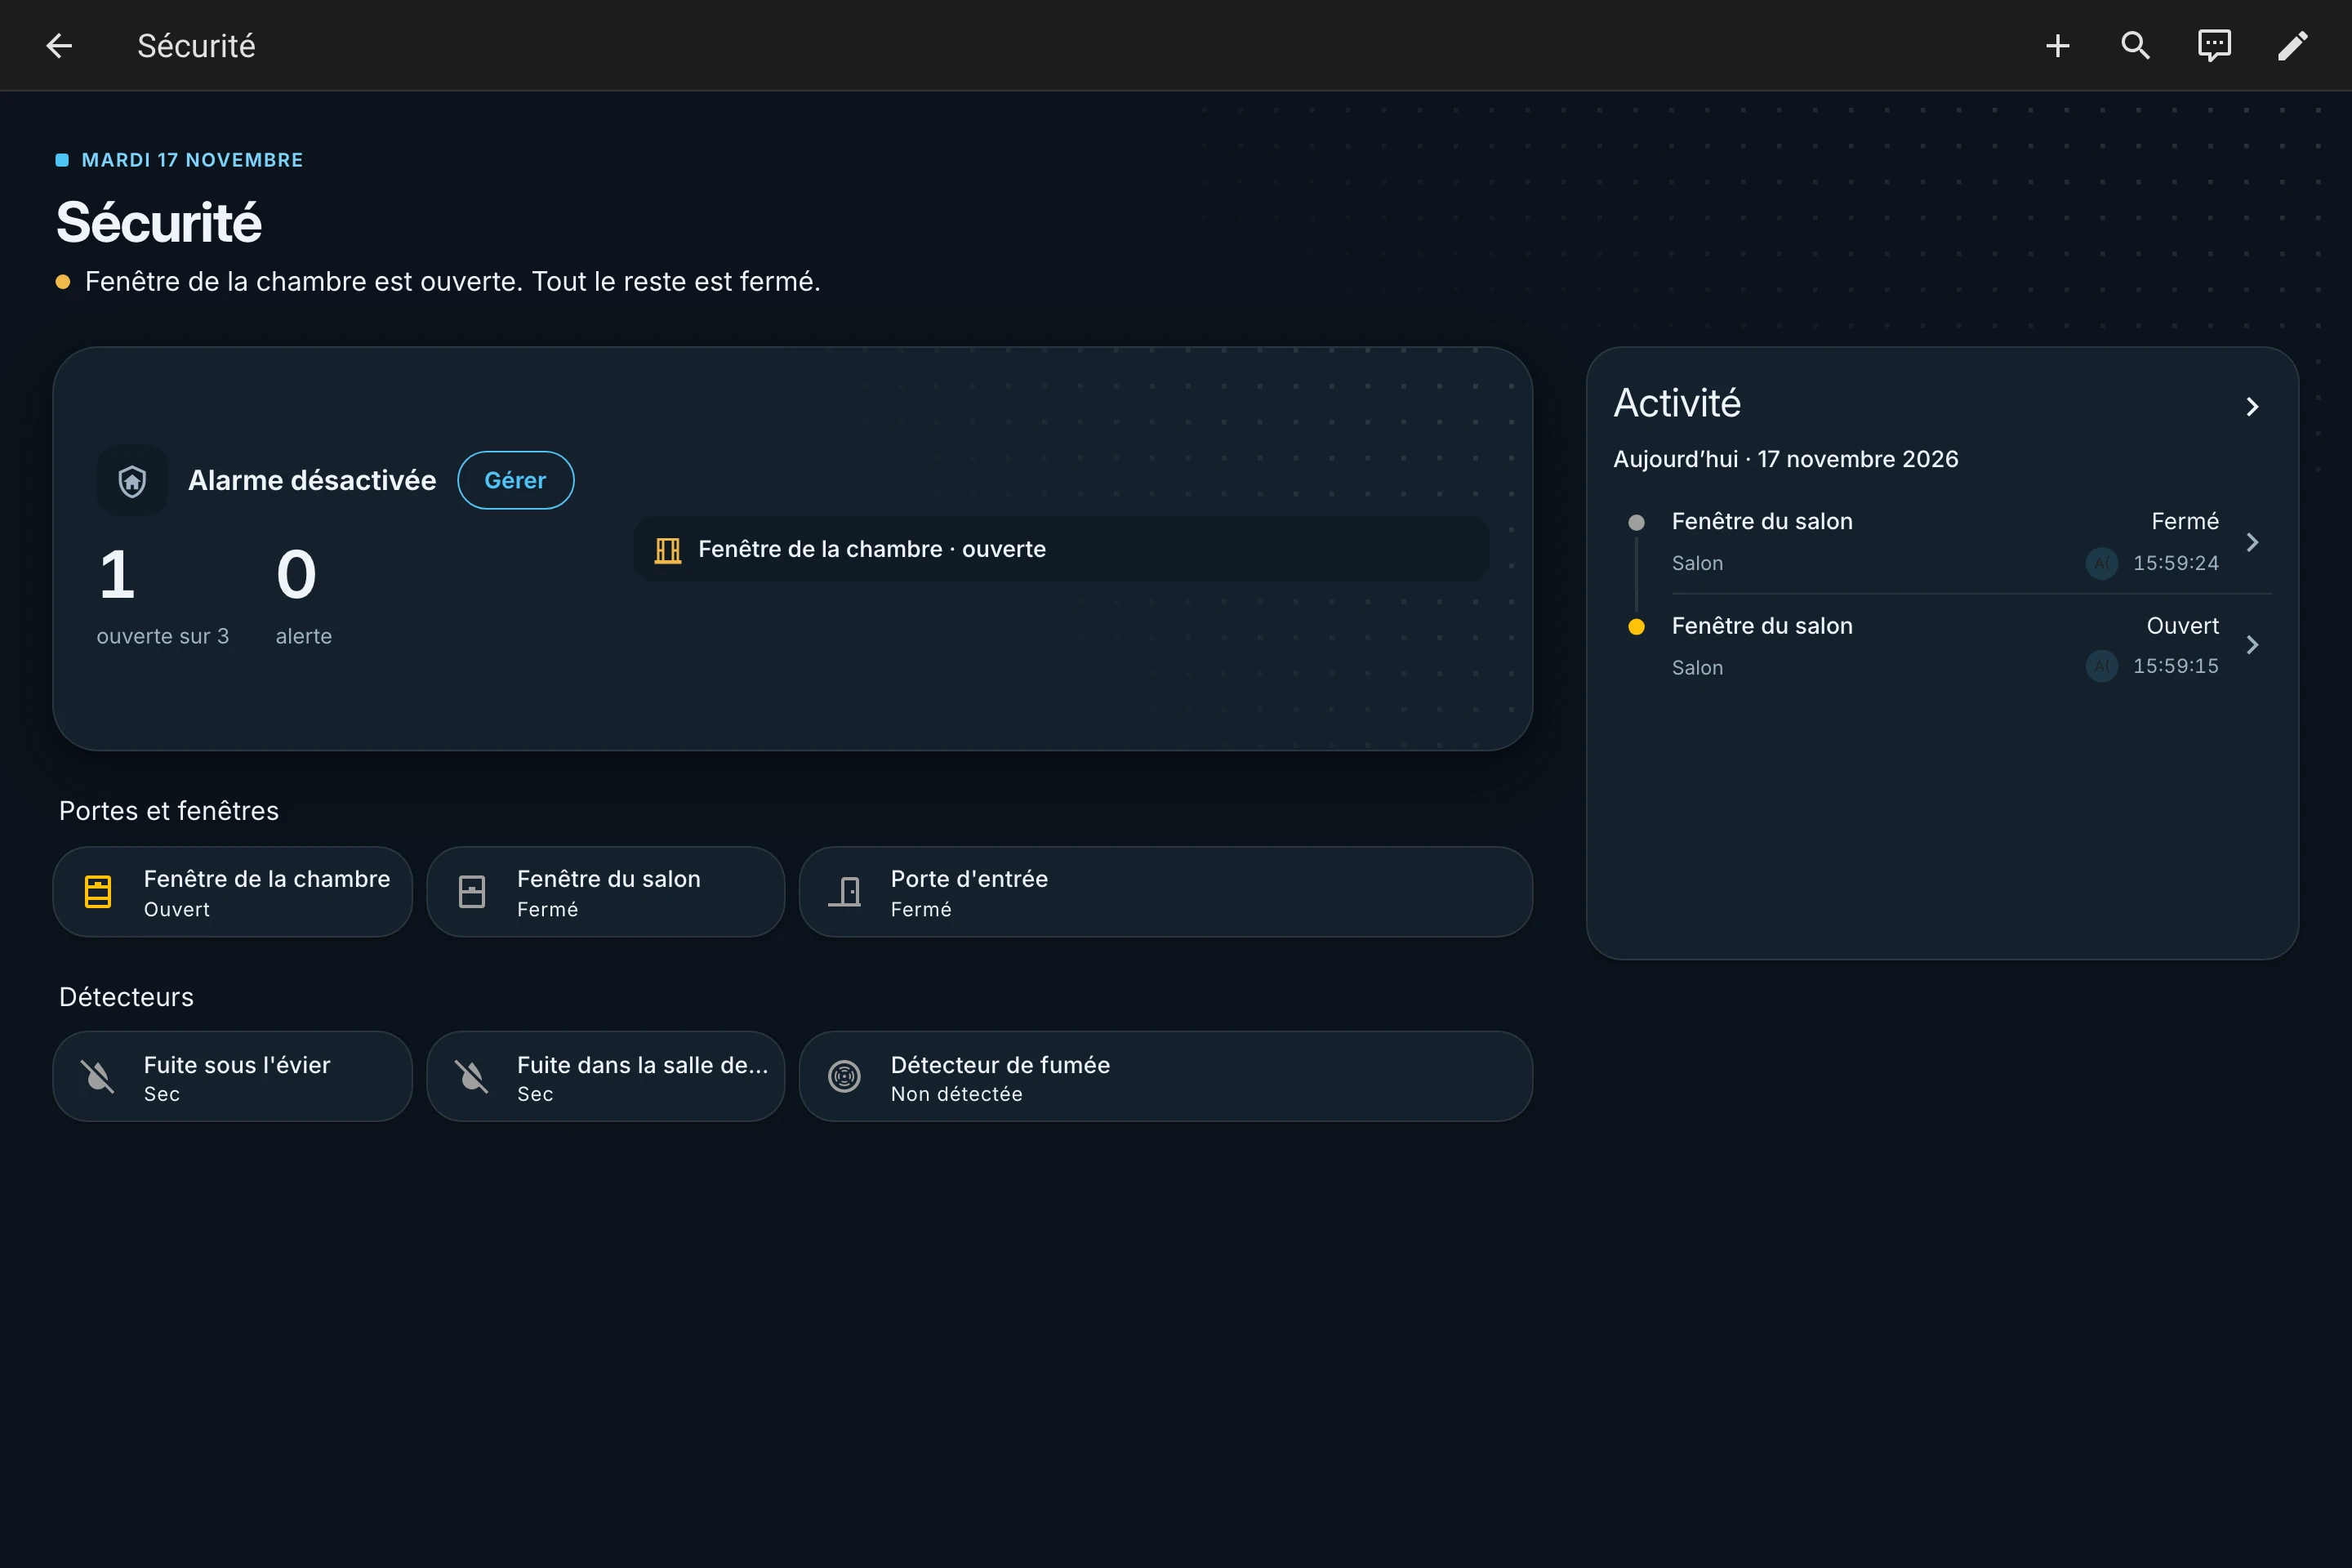 Sécurité
MARDI 17 NOVEMBRE
Sécurité
Fenêtre de la chambre est ouverte. Tout le reste est fermé.
Alarme désactivée
Gérer
1
0
ouverte sur 3
alerte
Fenêtre de la chambre · ouverte
Activité
Aujourd’hui · 17 novembre 2026
Fenêtre du salon
Fermé
Salon
15:59:24
Fenêtre du salon
Ouvert
Salon
15:59:15
Portes et fenêtres
Fenêtre de la chambre
Ouvert
Fenêtre du salon
Fermé
Porte d'entrée
Fermé
Détecteurs
Fuite sous l'évier
Sec
Fuite dans la salle de...
Sec
Détecteur de fumée
Non détectée